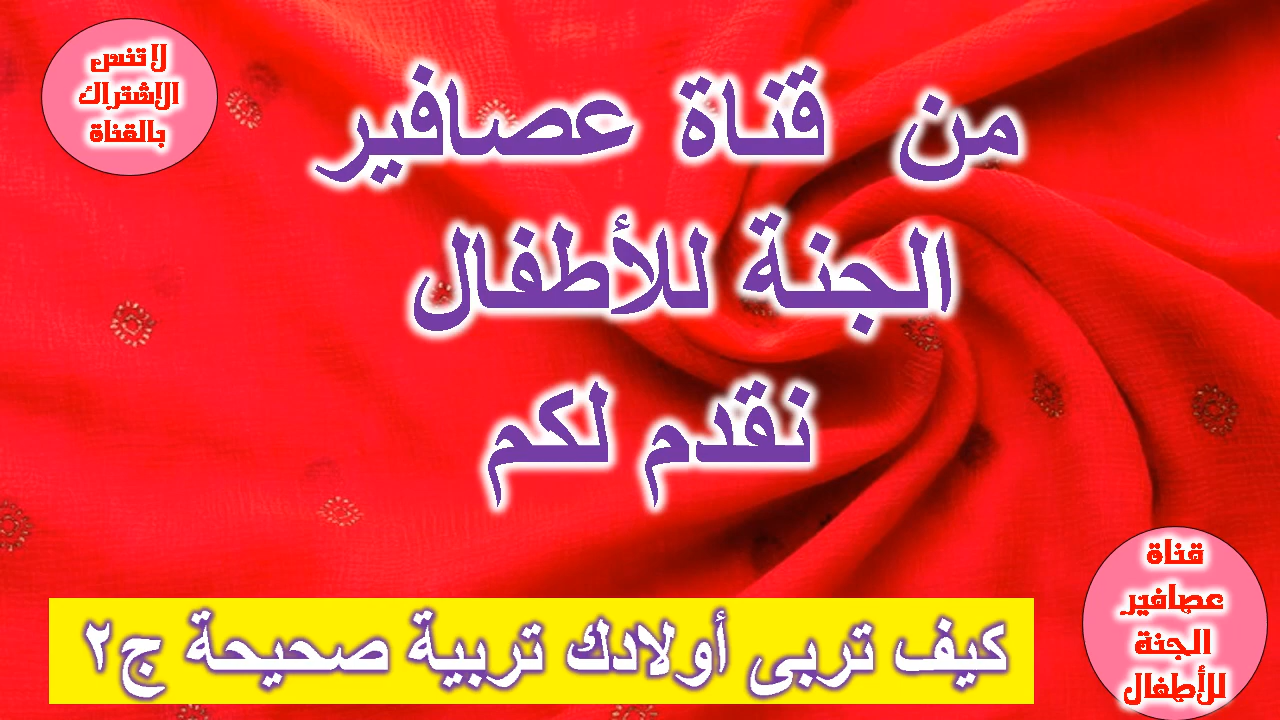 لا تنس
الاشتراك
بالقناة
من قناة عصافير
الجنة للأطفال
نقدم لكم
كيف تربى أولادك تربية صحيحة ج٢
قناة
عصافير
الجنة
للأطفال